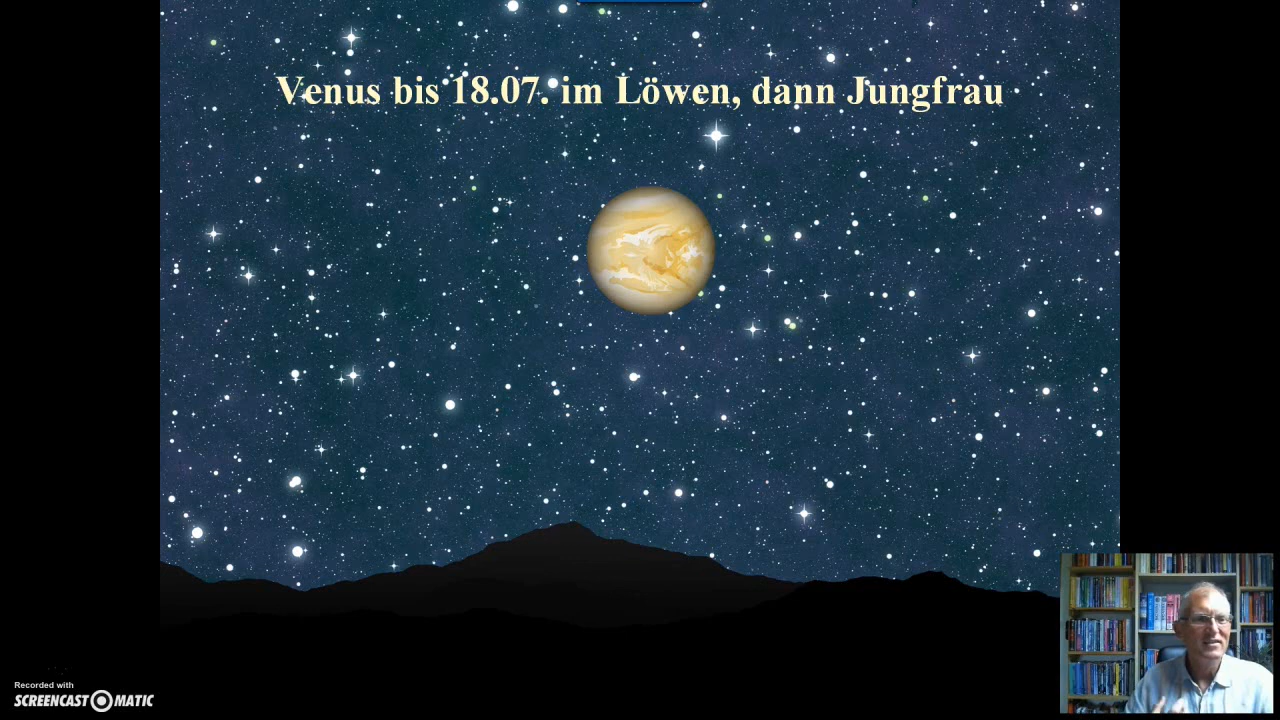 Venus bis 18.07. im Löwen, dann Jungfrau
Recorded with
SCREENCAST MATIC